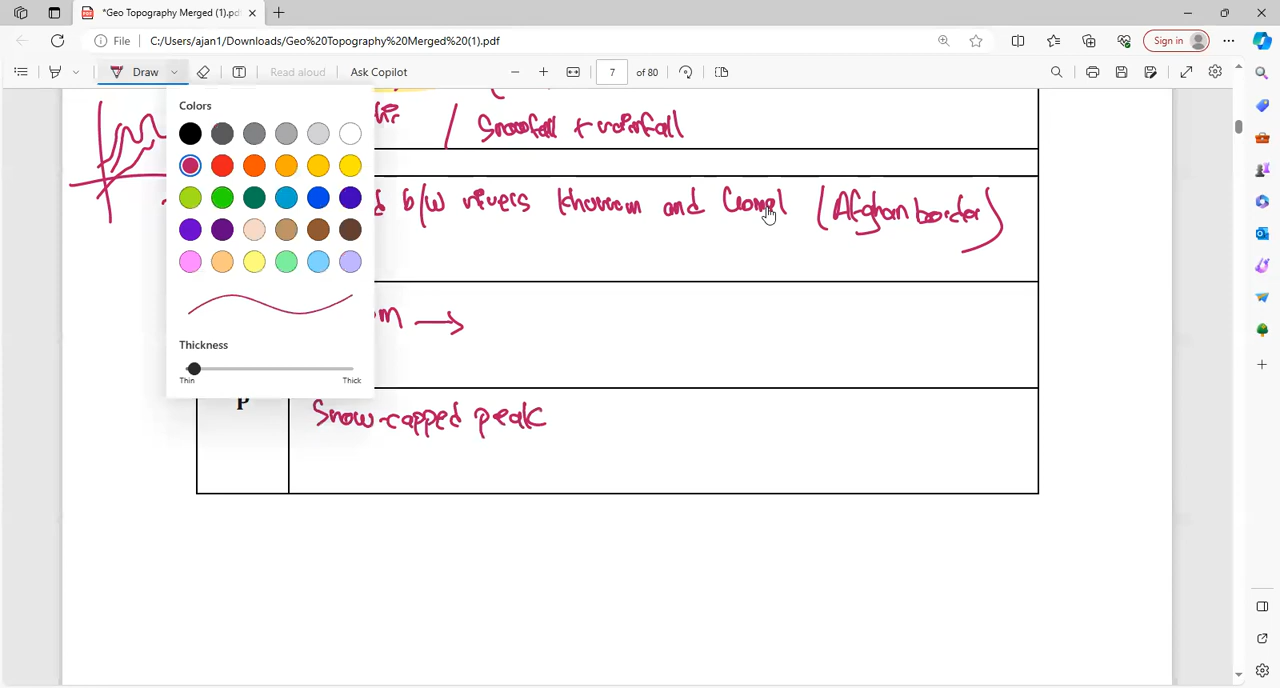 *Geo Topography Merged (1).pdf
File C:/Users/ajan1/Downloads/Geo%20Topography%20Merged%20(1).pdf Sign in
Draw Read aloud Ask Copilot 7 of 80
Colors
Snowfall + rainfall
b/w rivers Khurram and Gomal (Afghan border)
Thickness
Thin Thick
P Snow-capped peak